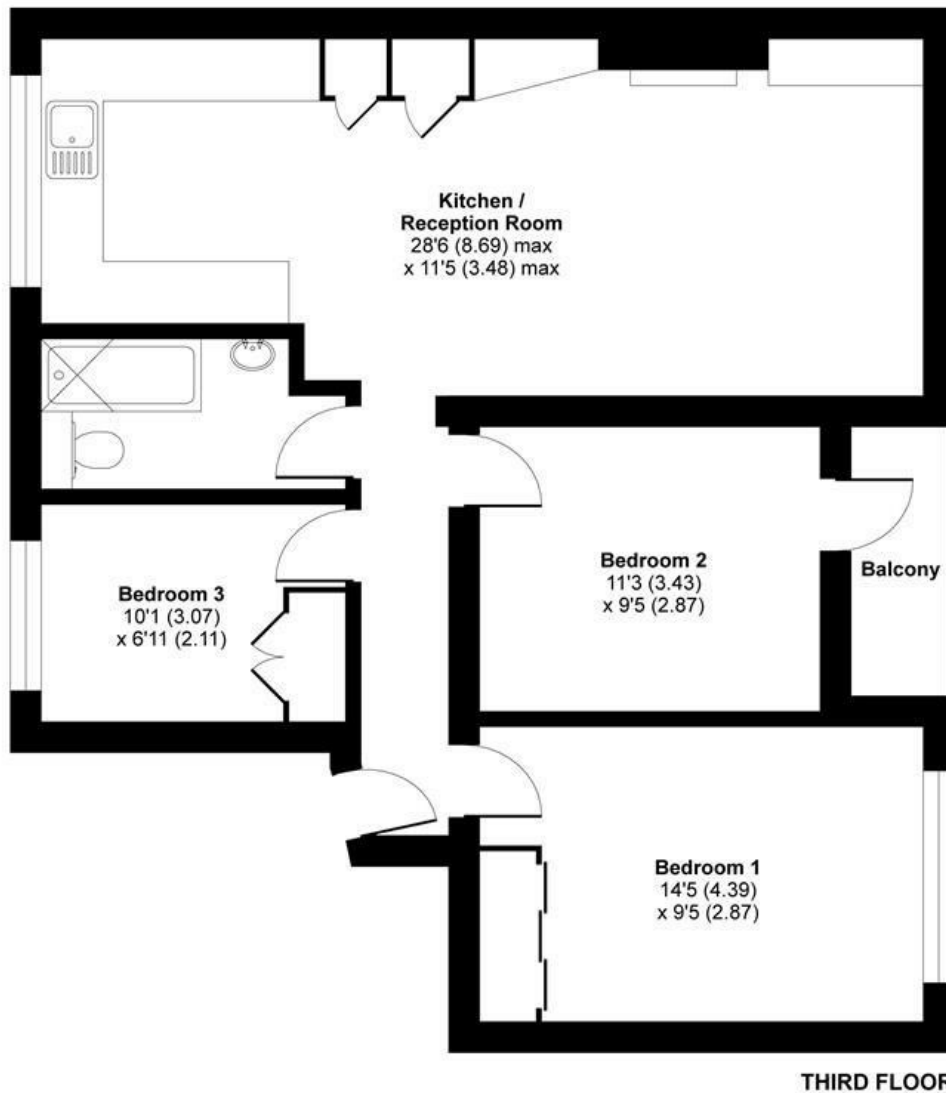 Kitchen /
Reception Room
28'6 (8.69) max
x 11'5 (3.48) max
Bedroom 2
11'3 (3.43)
x 9'5 (2.87)
Balcony
Bedroom 3
10'1 (3.07)
x 6'11 (2.11)
Bedroom 1
14'5 (4.39)
x 9'5 (2.87)
THIRD FLOOR